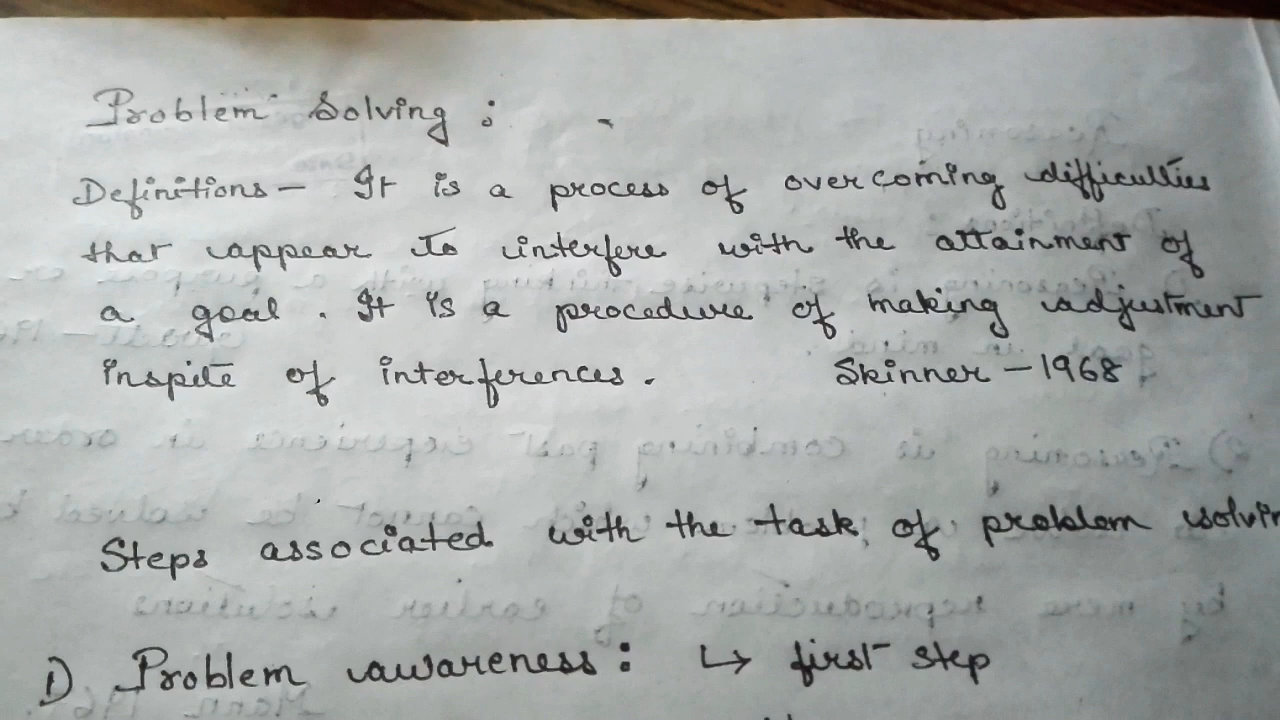 Problem Solving :
Definitions - It is a process of overcoming difficulties
that appear to interfere with the attainment of
a goal. It is a procedure of making adjustment
inspite of interferences. Skinner - 1968
Steps associated with the task of problem solvin
1) Problem awareness : ↳ first step